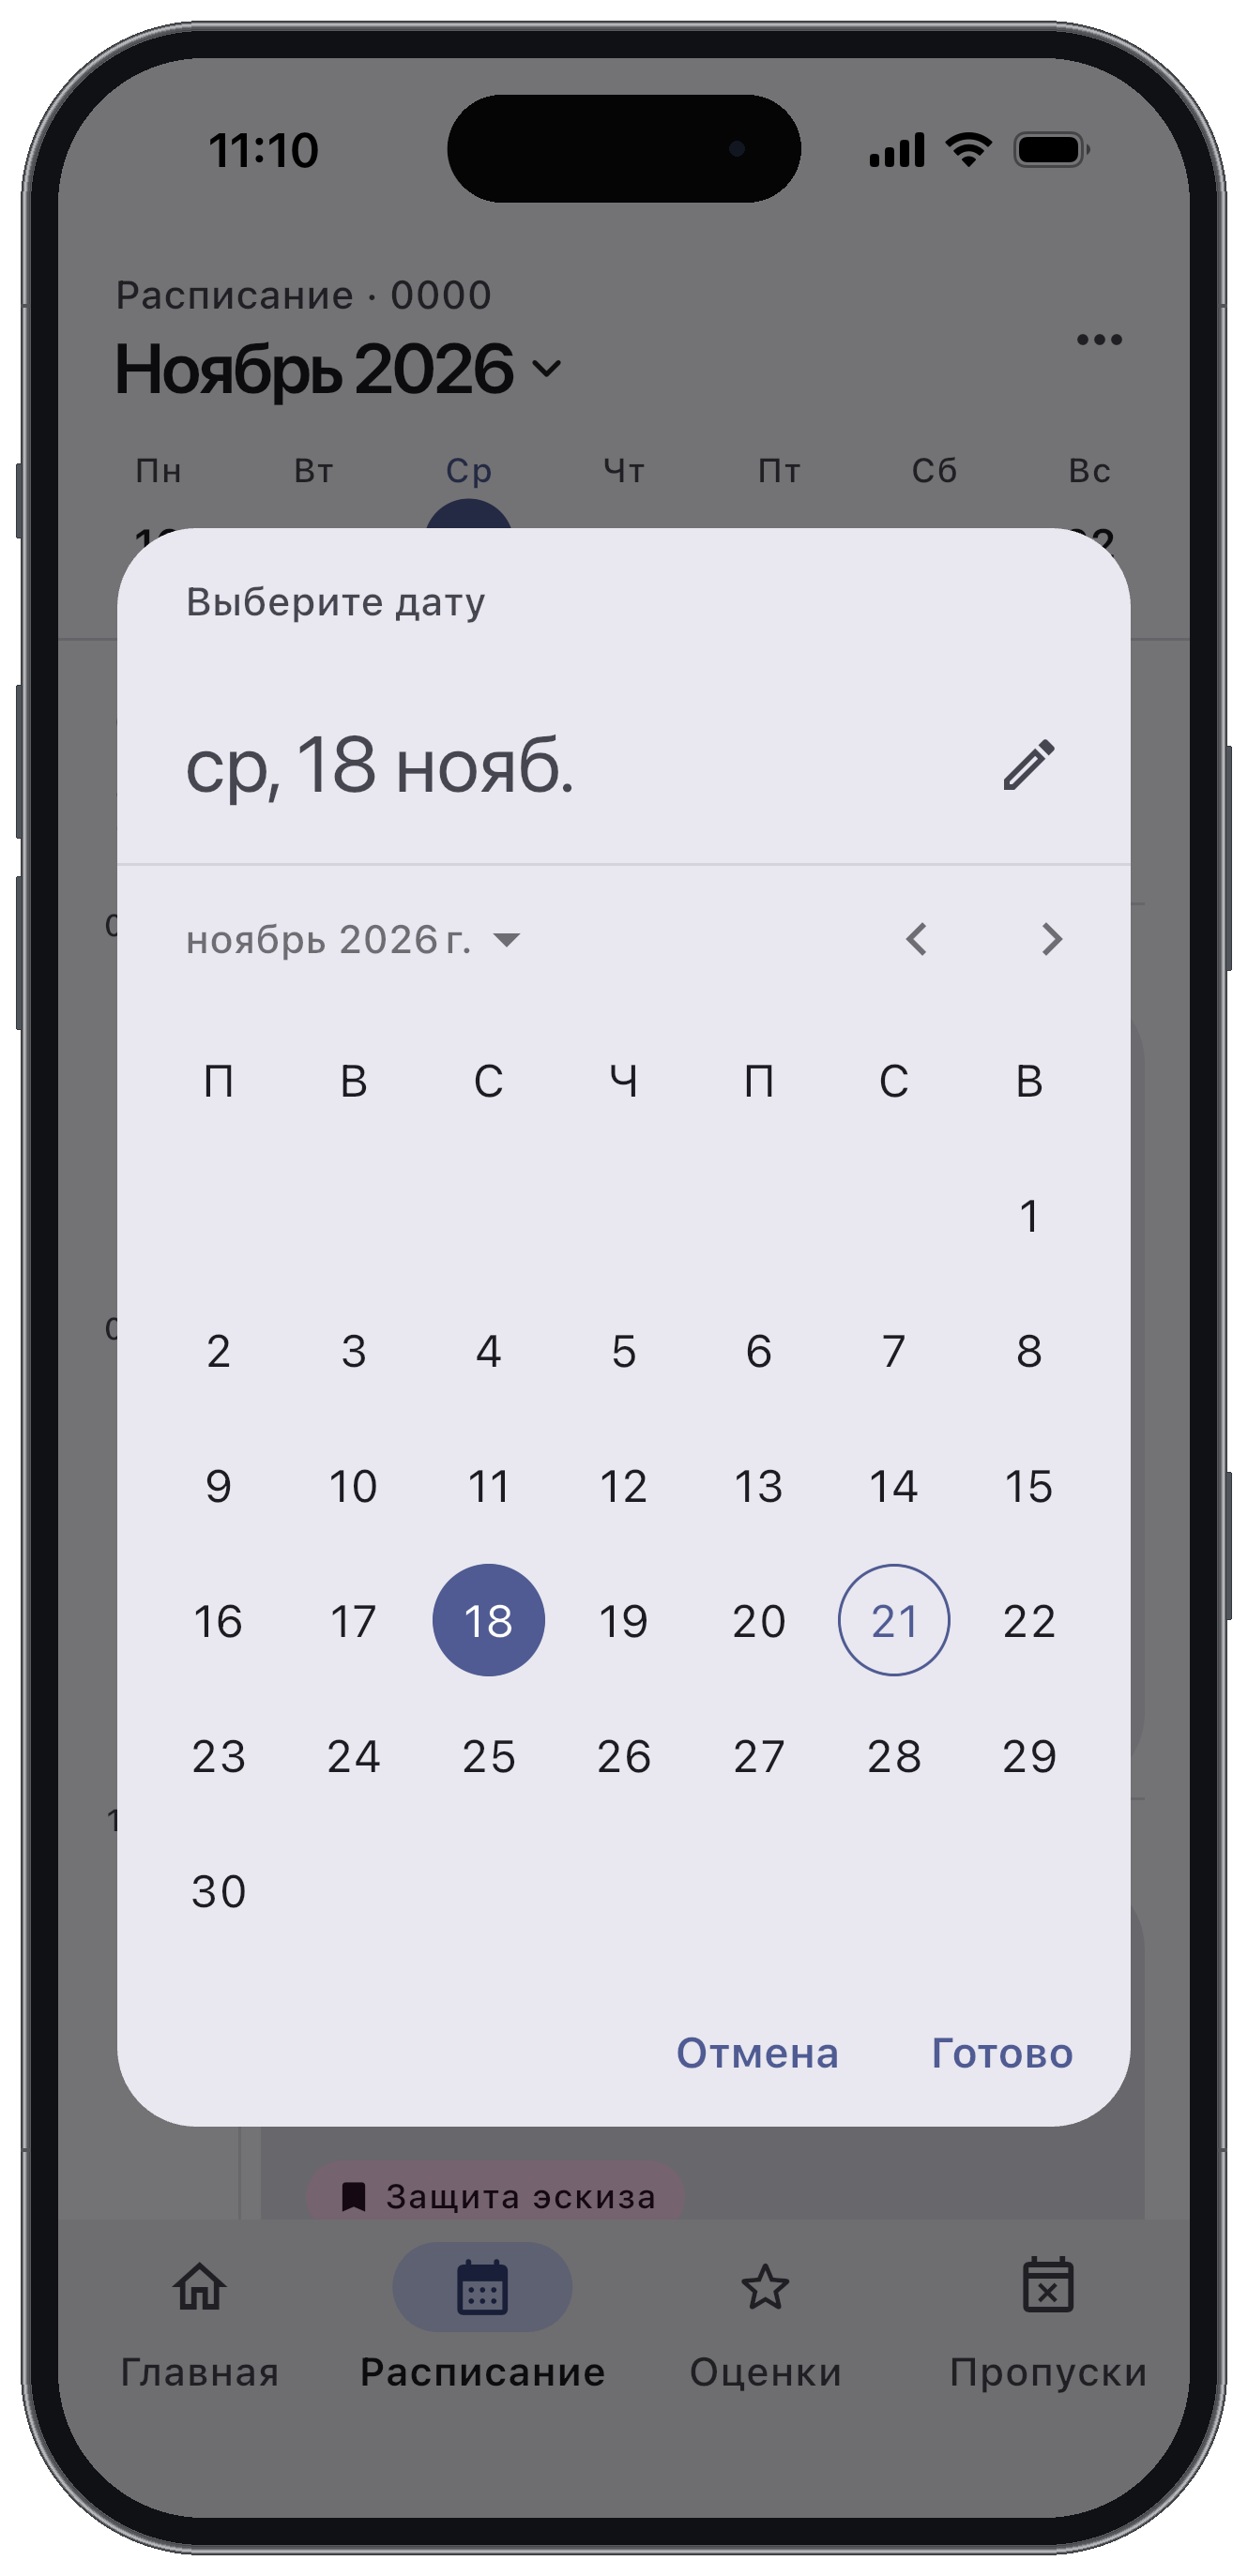 11:10
Расписание · 0000
Ноябрь 2026
Пн Вт Ср Чт Пт Сб Вс
Выберите дату
ср, 18 нояб.
ноябрь 2026 г.
П В С Ч П С В
1
2 3 4 5 6 7 8
9 10 11 12 13 14 15
16 17 18 19 20 21 22
23 24 25 26 27 28 29
30
Отмена Готово
Защита эскиза
Главная Расписание Оценки Пропуски